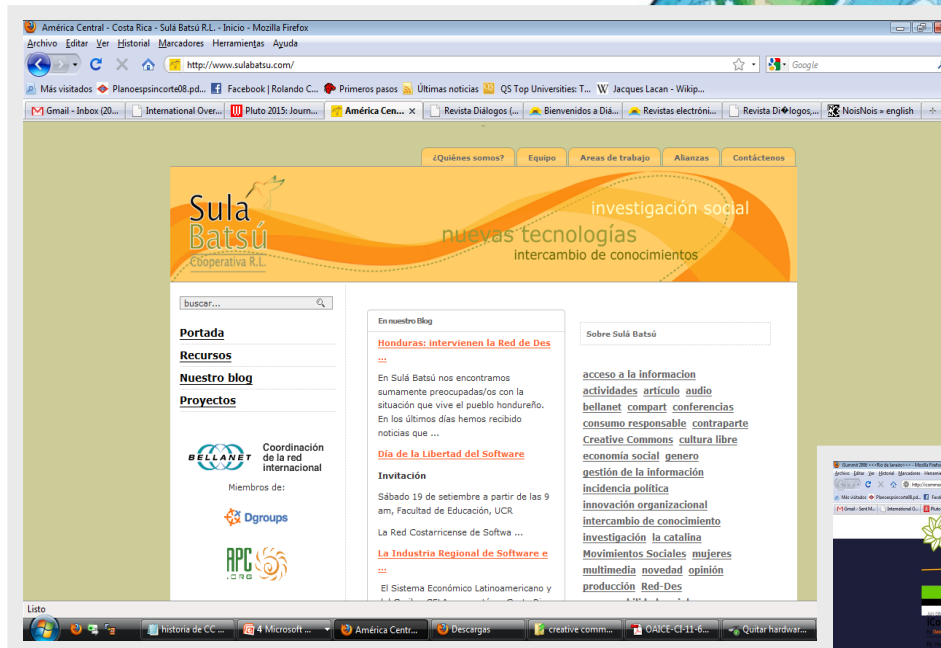 América Central - Costa Rica - Sulá Batsú R.L. - Inicio - Mozilla Firefox
Archivo Editar Ver Historial Marcadores Herramientas Ayuda
http://www.sulabatsu.com/
Google
Más visitados Planoespsincorte08.pd... Facebook | Rolando C... Primeros pasos Últimas noticias QS Top Universities: T... Jacques Lacan - Wikip...
Gmail - Inbox (20... International Over... Pluto 2015: Journ... América Cen... Revista Diálogos (... Bienvenidos a Diá... Revistas electróni... Revista Di�logos,... NoisNois » english
¿Quiénes somos? Equipo Areas de trabajo Alianzas Contáctenos
Sula
Batsú
Cooperativa R.L.
investigación social
nuevas tecnologías
intercambio de conocimientos
buscar...
Portada
Recursos
Nuestro blog
Proyectos
BELLANET
Coordinación
de la red
internacional
Miembros de:
Dgroups
APC
.ORG
En nuestro Blog
Honduras: intervienen la Red de Des
...
En Sulá Batsú nos encontramos
sumamente preocupadas/os con la
situación que vive el pueblo hondureño.
En los últimos días hemos recibido
noticias que ...
Día de la Libertad del Software
Invitación
Sábado 19 de setiembre a partir de las 9
am, Facultad de Educación, UCR
La Red Costarricense de Softwa ...
La Industria Regional de Software e
...
El Sistema Económico Latinoamericano y
Sobre Sulá Batsú
acceso a la informacion
actividades artículo audio
bellanet compart conferencias
consumo responsable contraparte
Creative Commons cultura libre
economía social genero
gestión de la información
incidencia política
innovación organizacional
intercambio de conocimiento
investigación la catalina
Movimientos Sociales mujeres
multimedia novedad opinión
producción Red-Des
Listo
historia de CC ... 4 Microsoft ... América Centr... Descargas creative comm... OAICE-CI-11-6... Quitar hardwar...